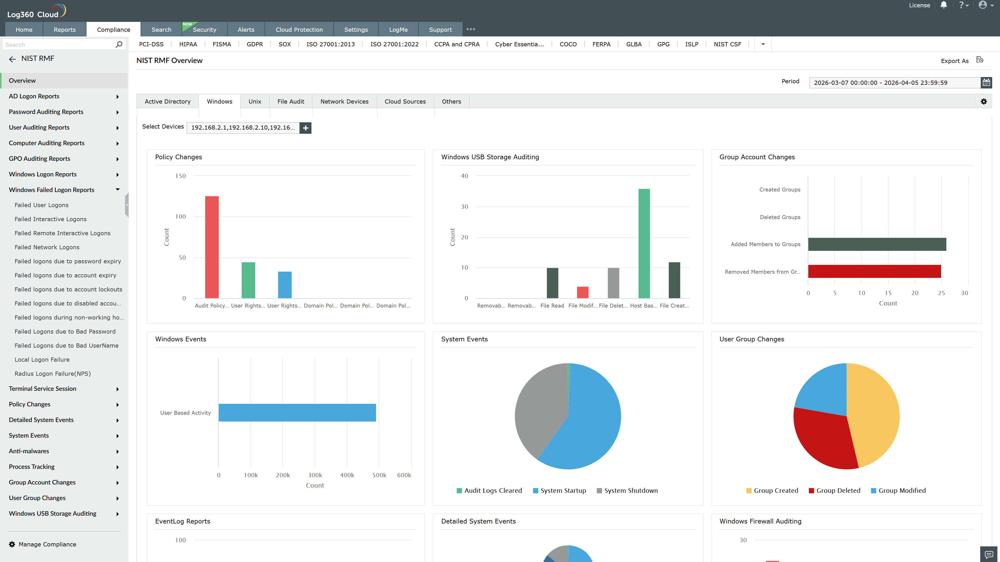 Log360 Cloud
License
?
Home
Reports
Compliance
Search
NEW
Security
Alerts
Cloud Protection
Settings
LogMe
Support
Search
PCI-DSS
HIPAA
FISMA
GDPR
SOX
ISO 27001:2013
ISO 27001:2022
CCPA and CPRA
Cyber Essentia...
COCO
FERPA
GLBA
GPG
ISLP
NIST CSF
NIST RMF
Overview
AD Logon Reports
Password Auditing Reports
User Auditing Reports
Computer Auditing Reports
GPO Auditing Reports
Windows Logon Reports
Windows Failed Logon Reports
Failed User Logons
Failed Interactive Logons
Failed Remote Interactive Logons
Failed Network Logons
Failed logons due to password expiry
Failed logons due to account expiry
Failed logons due to account lockouts
Failed logons due to disabled accou...
Failed logons during non-working ho...
Failed Logons due to Bad Password
Failed Logons due to Bad UserName
Local Logon Failure
Radius Logon Failure(NPS)
Terminal Service Session
Policy Changes
Detailed System Events
System Events
Anti-malwares
Process Tracking
Group Account Changes
User Group Changes
Windows USB Storage Auditing
Manage Compliance
NIST RMF Overview
Export As
Period
2026-03-07 00:00:00 - 2026-04-05 23:59:59
Active Directory
Windows
Unix
File Audit
Network Devices
Cloud Sources
Others
Select Devices
192.168.2.1,192.168.2.10,192.16...
Policy Changes
150
100
50
0
Count
Audit Policy...
User Rights...
User Rights...
Domain Pol...
Domain Pol...
Domain Pol...
Windows USB Storage Auditing
40
30
20
10
0
Count
Removab...
Removab...
File Read
File Modif...
File Delet...
Host Bas...
File Creat...
Group Account Changes
Created Groups
Deleted Groups
Added Members to Groups
Removed Members from Gr...
0
5
10
15
20
25
30
Count
Windows Events
User Based Activity
0
100k
200k
300k
400k
500k
600k
Count
System Events
Audit Logs Cleared
System Startup
System Shutdown
User Group Changes
Group Created
Group Deleted
Group Modified
EventLog Reports
100
Detailed System Events
Windows Firewall Auditing
30